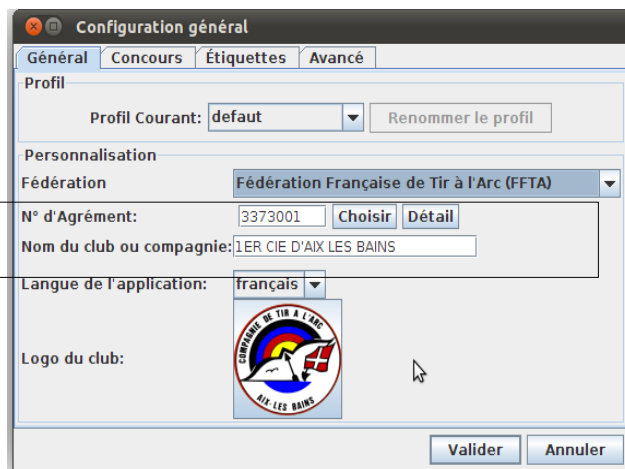 Configuration général
Général Concours Étiquettes Avancé
Profil
Profil Courant: defaut Renommer le profil
Personnalisation
Fédération Fédération Française de Tir à l'Arc (FFTA)
N° d'Agrément: 3373001 Choisir Détail
Nom du club ou compagnie: 1ER CIE D'AIX LES BAINS
Langue de l'application: français
Logo du club:
COMPAGNIE DE TIR A L'ARC
AIX-LES BAINS
Valider Annuler